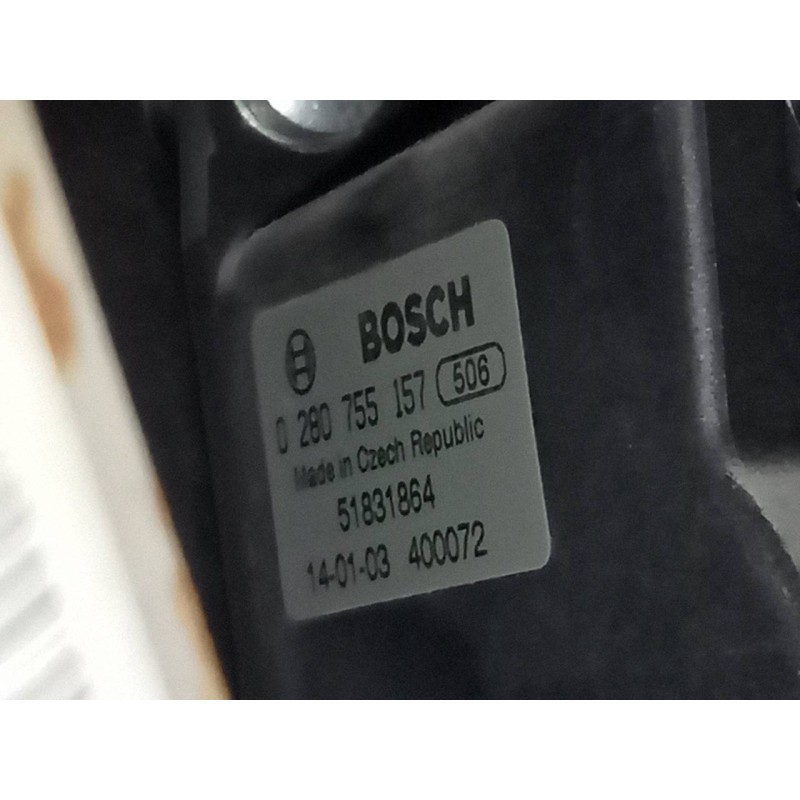 BOSCH
0 280 755 157 506
Made in Czech Republic
51831864
14-01-03 400072